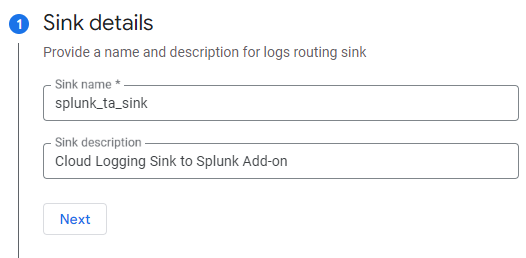 1 Sink details
Provide a name and description for logs routing sink
Sink name *
splunk_ta_sink
Sink description
Cloud Logging Sink to Splunk Add-on
Next